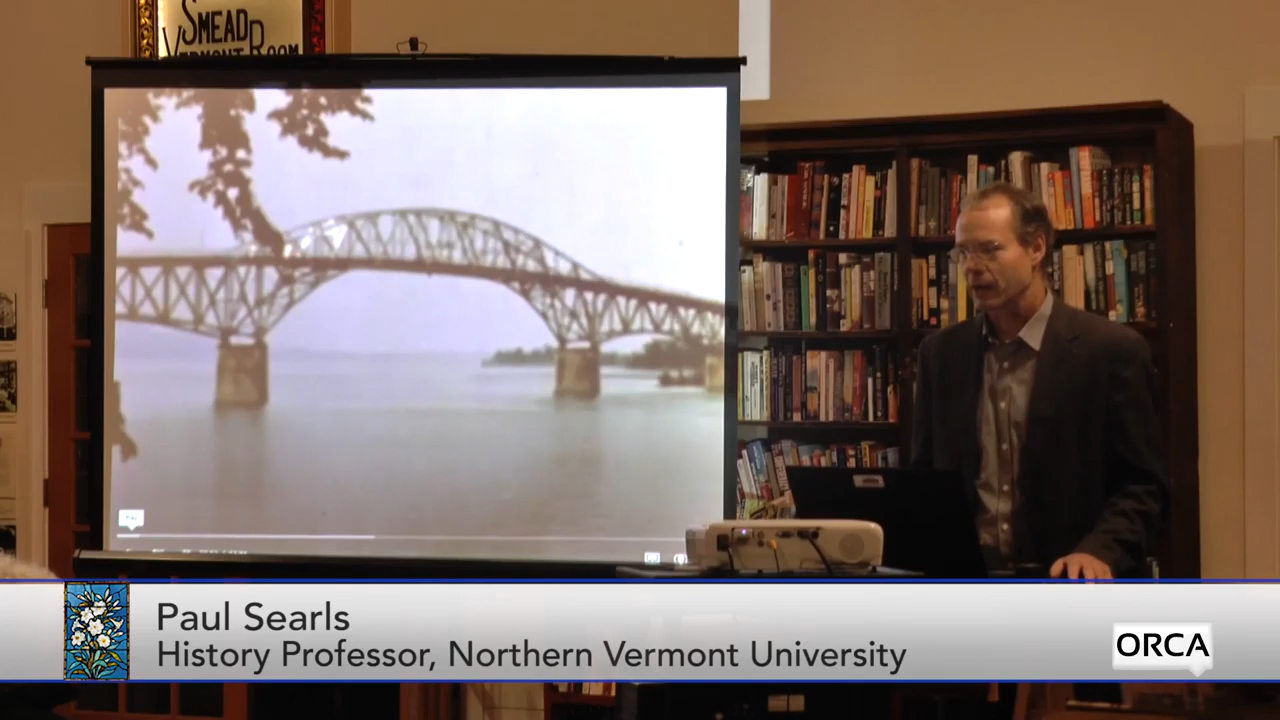 SMEAD
VERMONT ROOM
Paul Searls
History Professor, Northern Vermont University
ORCA